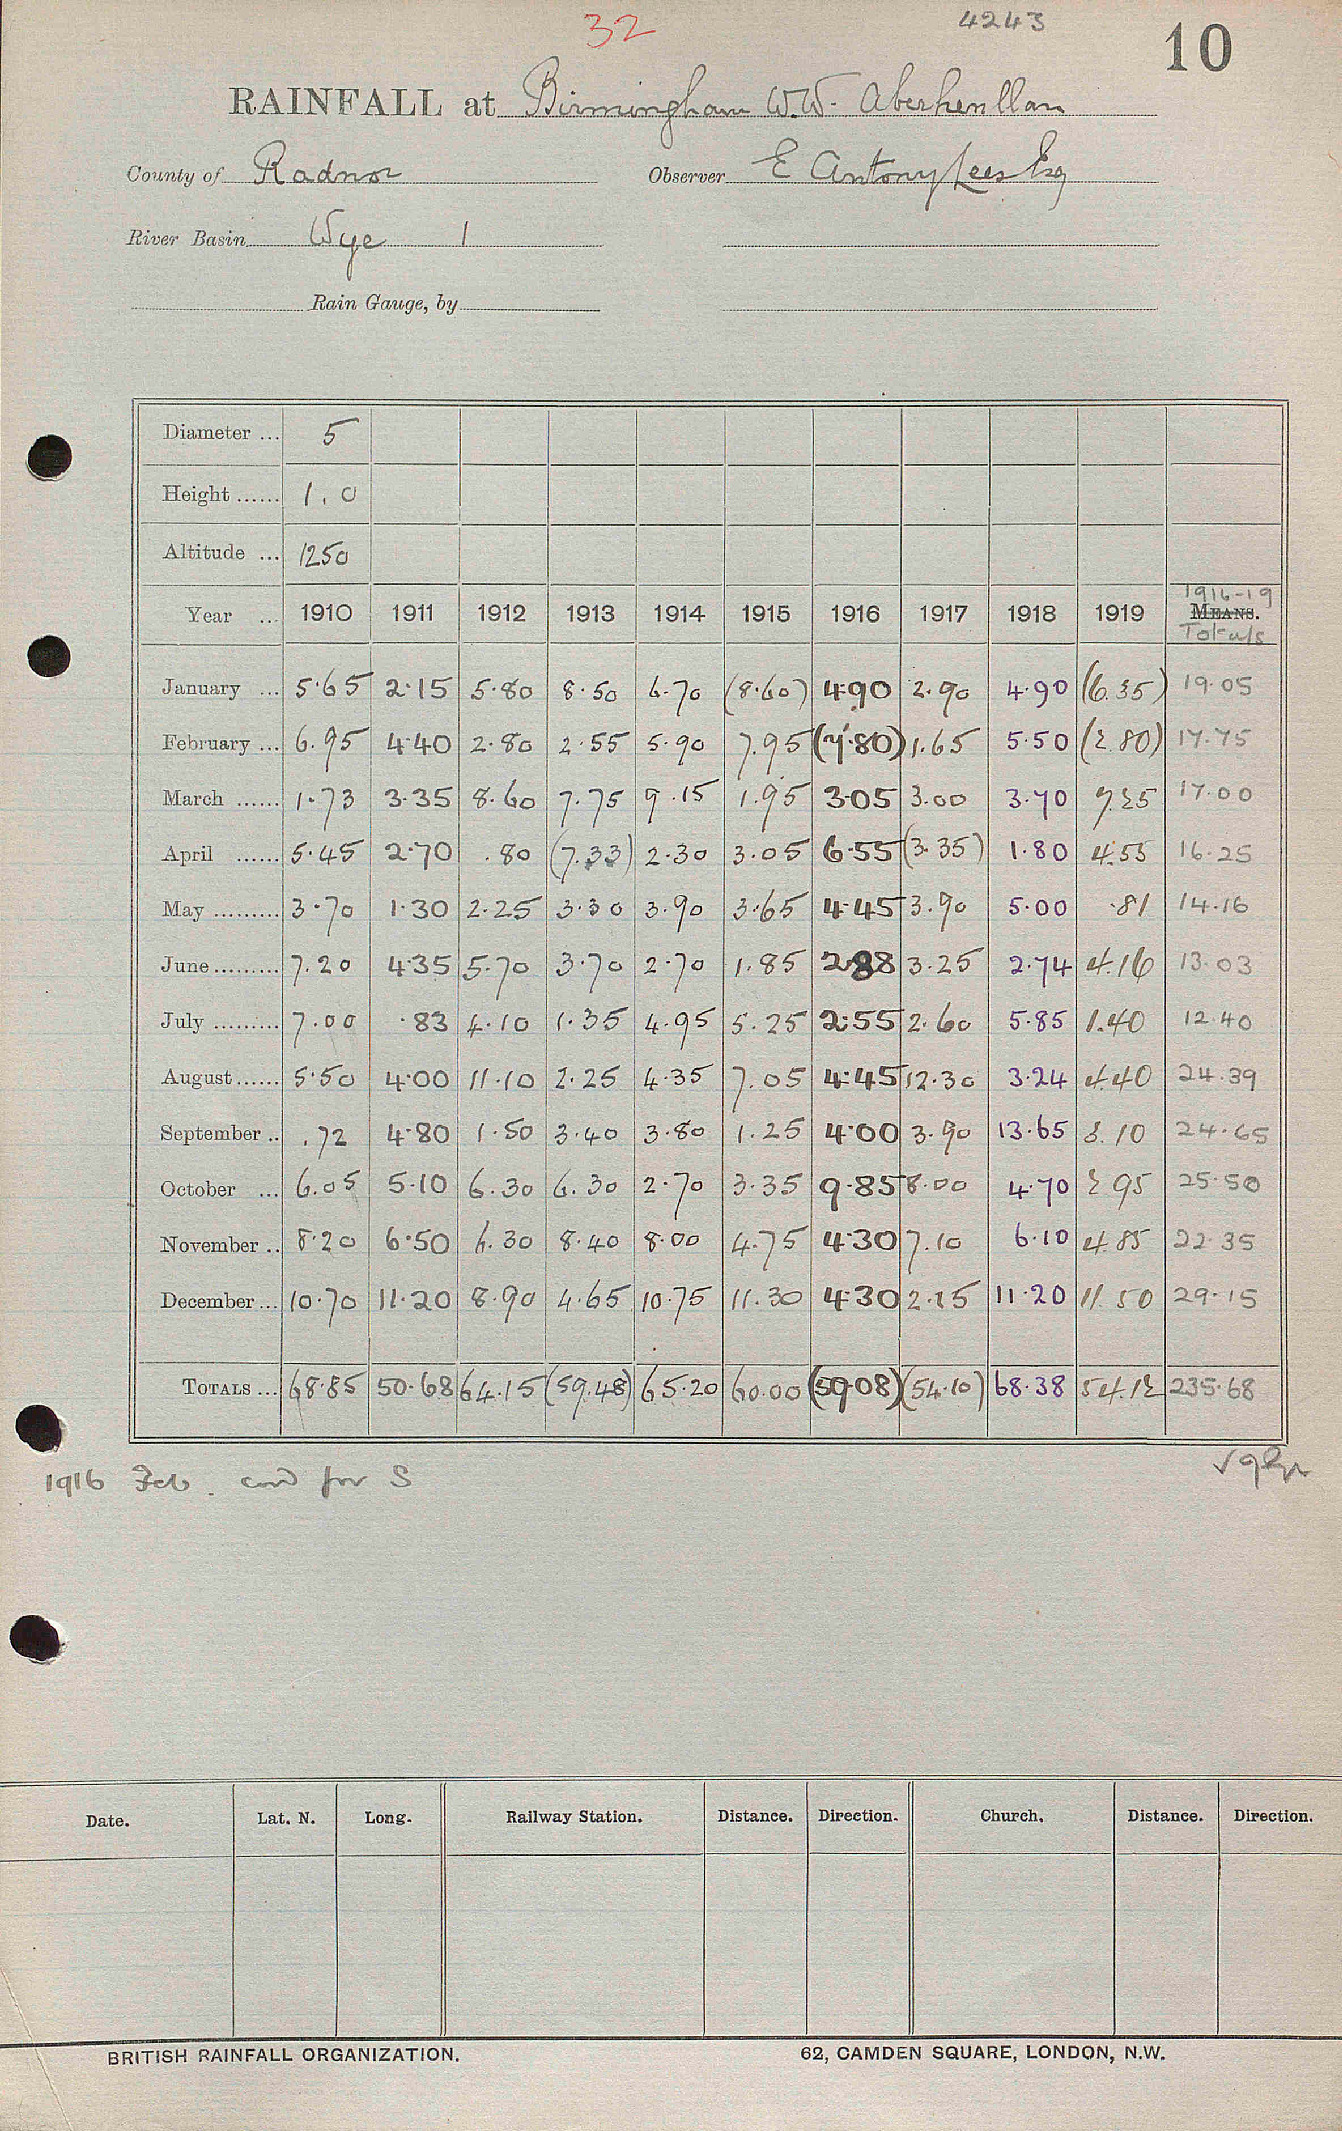 32 4243 10
RAINFALL at Birmingham W.W. Aberhenllan
County of Radnor Observer E Antony Lees Esq
River Basin Wye 1
Rain Gauge, by
Diameter ... 5
Height ...... 1.0
Altitude ... 1250
1916-19
Year ... 1910 1911 1912 1913 1914 1915 1916 1917 1918 1919 MEANS.
Totals
January ... 5.65 2.15 5.80 8.50 6.70 (8.60) 4.90 2.90 4.90 (6.35) 19.05
February ... 6.95 4.40 2.80 2.55 5.90 7.95 (7.80) 1.65 5.50 (2.80) 17.75
March ...... 1.73 3.35 8.60 7.75 9.15 1.95 3.05 3.00 3.70 7.25 17.00
April ...... 5.45 2.70 .80 (7.33) 2.30 3.05 6.55 (3.35) 1.80 4.55 16.25
May ......... 3.70 1.30 2.25 3.30 3.90 3.65 4.45 3.90 5.00 .81 14.16
June ......... 7.20 4.35 5.70 3.70 2.70 1.85 2.88 3.25 2.74 4.16 13.03
July ......... 7.00 .83 4.10 1.35 4.95 5.25 2.55 2.60 5.85 1.40 12.40
August ...... 5.50 4.00 11.10 2.25 4.35 7.05 4.45 12.30 3.24 4.40 24.39
September .. .72 4.80 1.50 3.40 3.80 1.25 4.00 3.90 13.65 3.10 24.65
October ... 6.05 5.10 6.30 6.30 2.70 3.35 9.85 8.00 4.70 2.95 25.50
November .. 8.20 6.50 6.30 8.40 8.00 4.75 4.30 7.10 6.10 4.85 22.35
December ... 10.70 11.20 8.90 4.65 10.75 11.30 4.30 2.15 11.20 11.50 29.15
TOTALS ... 68.85 50.68 64.15 (59.48) 65.20 60.00 (59.08) (54.10) 68.38 54.12 235.68
1916 Feb. cord for S
Date. Lat. N. Long. Railway Station. Distance. Direction. Church. Distance. Direction.
BRITISH RAINFALL ORGANIZATION. 62, CAMDEN SQUARE, LONDON, N.W.